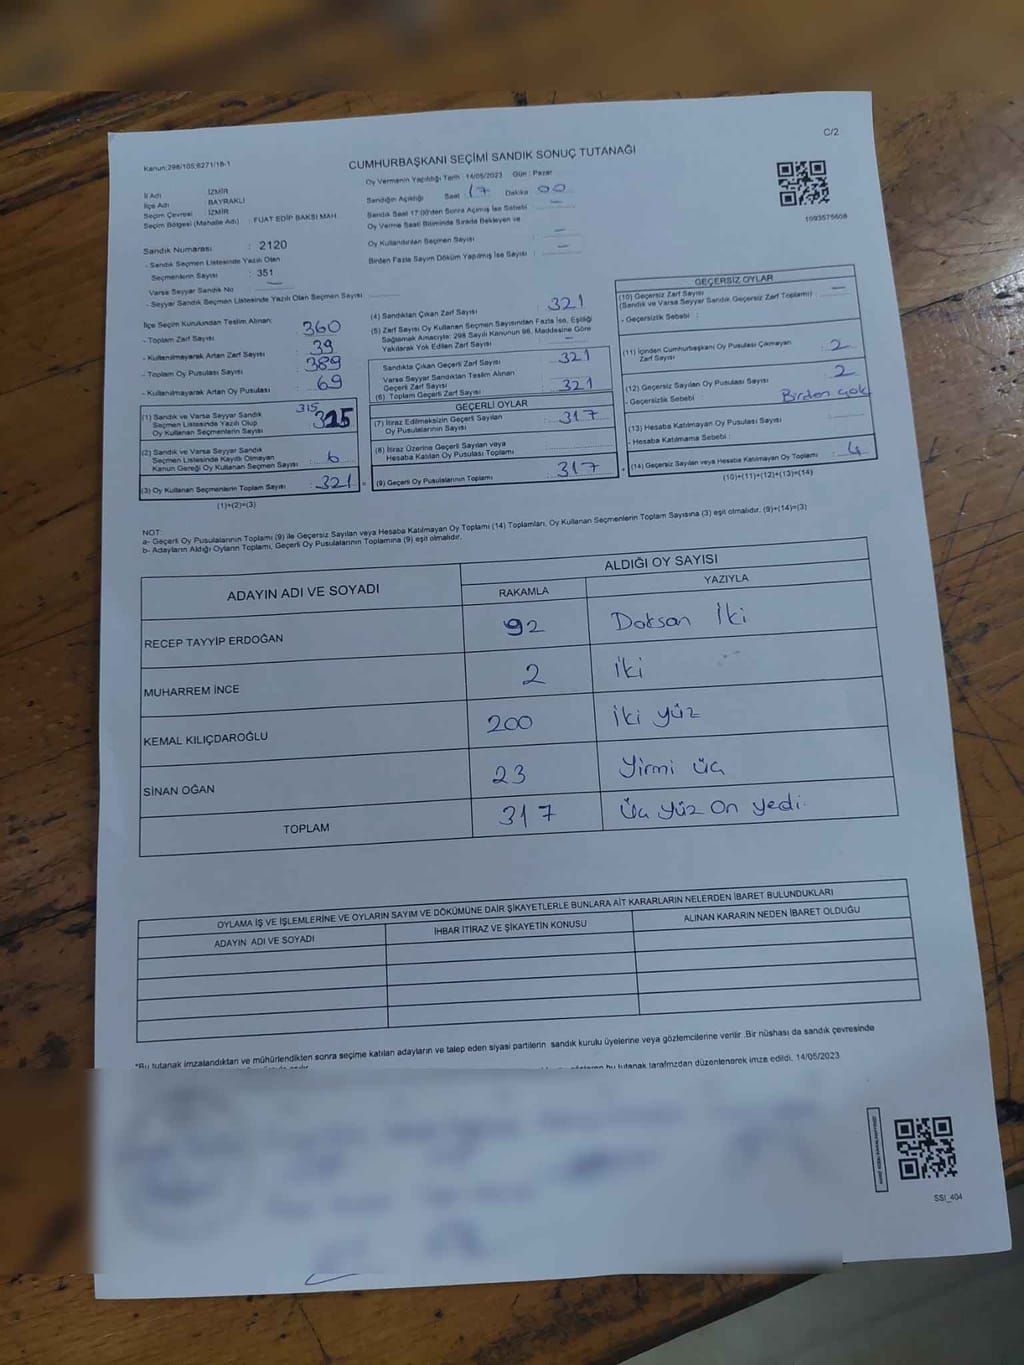 C/2
Kanun:298/105;6271/18-1
CUMHURBAŞKANI SEÇİMİ SANDIK SONUÇ TUTANAĞI
Oy Vermenin Yapıldığı Tarih : 14/05/2023 Gün : Pazar
İl Adı : İZMİR
İlçe Adı : BAYRAKLI
Seçim Çevresi : İZMİR
Seçim Bölgesi (Mahalle Adı) : FUAT EDİP BAKSI MAH.
Sandık Numarası : 2120
- Sandık Seçmen Listesinde Yazılı Olan
Seçmenlerin Sayısı : 351
Varsa Seyyar Sandık No : —
- Seyyar Sandık Seçmen Listesinde Yazılı Olan Seçmen Sayısı :
Sandığın Açıldığı Saat : 17 Dakika 00
Sandık Saat 17.00'den Sonra Açılmış İse Sebebi : —
Oy Verme Saati Bitiminde Sırada Bekleyen ve
Oy Kullandırılan Seçmen Sayısı : —
Birden Fazla Sayım Döküm Yapılmış İse Sayısı : —
1093575608
İlçe Seçim Kurulundan Teslim Alınan:
- Toplam Zarf Sayısı : 360
- Kullanılmayarak Artan Zarf Sayısı : 39
- Toplam Oy Pusulası Sayısı : 389
- Kullanılmayarak Artan Oy Pusulası : 69
(1) Sandık ve Varsa Seyyar Sandık
Seçmen Listesinde Yazılı Olup
Oy Kullanan Seçmenlerin Sayısı : 315 315
(2) Sandık ve Varsa Seyyar Sandık
Seçmen Listesinde Kayıtlı Olmayan
Kanun Gereği Oy Kullanan Seçmen Sayısı : 6
(3) Oy Kullanan Seçmenlerin Toplam Sayısı : 321
(1)+(2)=(3)
(4) Sandıktan Çıkan Zarf Sayısı : 321
(5) Zarf Sayısı Oy Kullanan Seçmen Sayısından Fazla İse, Eşitliği
Sağlamak Amacıyla; 298 Sayılı Kanunun 98. Maddesine Göre
Yakılarak Yok Edilen Zarf Sayısı : —
Sandıkta Çıkan Geçerli Zarf Sayısı : 321
Varsa Seyyar Sandıktan Teslim Alınan
Geçerli Zarf Sayısı
(6) Toplam Geçerli Zarf Sayısı : 321
GEÇERLİ OYLAR
(7) İtiraz Edilmeksizin Geçerli Sayılan
Oy Pusulalarının Sayısı : 317
(8) İtiraz Üzerine Geçerli Sayılan veya
Hesaba Katılan Oy Pusulası Toplamı :
(9) Geçerli Oy Pusulalarının Toplamı : 317
GEÇERSİZ OYLAR
(10) Geçersiz Zarf Sayısı
(Sandık ve Varsa Seyyar Sandık Geçersiz Zarf Toplamı) : —
- Geçersizlik Sebebi :
(11) İçinden Cumhurbaşkanı Oy Pusulası Çıkmayan
Zarf Sayısı : 2
(12) Geçersiz Sayılan Oy Pusulası Sayısı : 2
- Geçersizlik Sebebi : Birden çok
(13) Hesaba Katılmayan Oy Pusulası Sayısı :
- Hesaba Katılmama Sebebi :
(14) Geçersiz Sayılan veya Hesaba Katılmayan Oy Toplamı : 4
(10)+(11)+(12)+(13)=(14)
NOT:
a- Geçerli Oy Pusulalarının Toplamı (9) ile Geçersiz Sayılan veya Hesaba Katılmayan Oy Toplamı (14) Toplamları, Oy Kullanan Seçmenlerin Toplam Sayısına (3) eşit olmalıdır. (9)+(14)=(3)
b- Adayların Aldığı Oyların Toplamı, Geçerli Oy Pusulalarının Toplamına (9) eşit olmalıdır.
ADAYIN ADI VE SOYADI
ALDIĞI OY SAYISI
RAKAMLA YAZIYLA
RECEP TAYYİP ERDOĞAN 92 Doksan İki
MUHARREM İNCE 2 İki
KEMAL KILIÇDAROĞLU 200 İki yüz
SİNAN OĞAN 23 Yirmi üç
TOPLAM 317 Üç yüz On yedi
OYLAMA İŞ VE İŞLEMLERİNE VE OYLARIN SAYIM VE DÖKÜMÜNE DAİR ŞİKAYETLERLE BUNLARA AİT KARARLARIN NELERDEN İBARET BULUNDUKLARI
ADAYIN ADI VE SOYADI İHBAR İTİRAZ VE ŞİKAYETİN KONUSU ALINAN KARARIN NEDEN İBARET OLDUĞU
*Bu tutanak imzalandıktan ve mühürlendikten sonra seçime katılan adayların ve talep eden siyasi partilerin sandık kurulu üyelerine veya gözlemcilerine verilir. Bir nüshası da sandık çevresinde
bu tutanak tarafımızdan düzenlenerek imza edildi. 14/05/2023
SSI_404